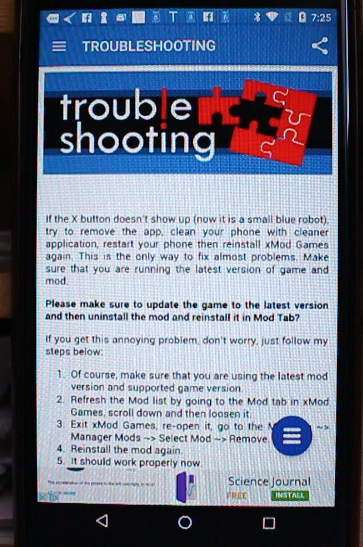 7:25
TROUBLESHOOTING
trouble
shooting
If the X button doesn't show up (now it is a small blue robot),
try to remove the app, clean your phone with cleaner
application, restart your phone then reinstall xMod Games
again. This is the only way to fix almost problems. Make
sure that you are running the latest version of game and
mod.
Please make sure to update the game to the latest version
and then uninstall the mod and reinstall it in Mod Tab?
If you get this annoying problem, don't worry, just follow my
steps below:
1. Of course, make sure that you are using the latest mod
version and supported game version.
2. Refresh the Mod list by going to the Mod tab in xMod
Games, scroll down and then loosen it.
3. Exit xMod Games, re-open it, go to the M ~>
Manager Mods ~> Select Mod ~> Remove.
4. Reinstall the mod again.
5. It should work properly now.
Science Journal
FREE
INSTALL